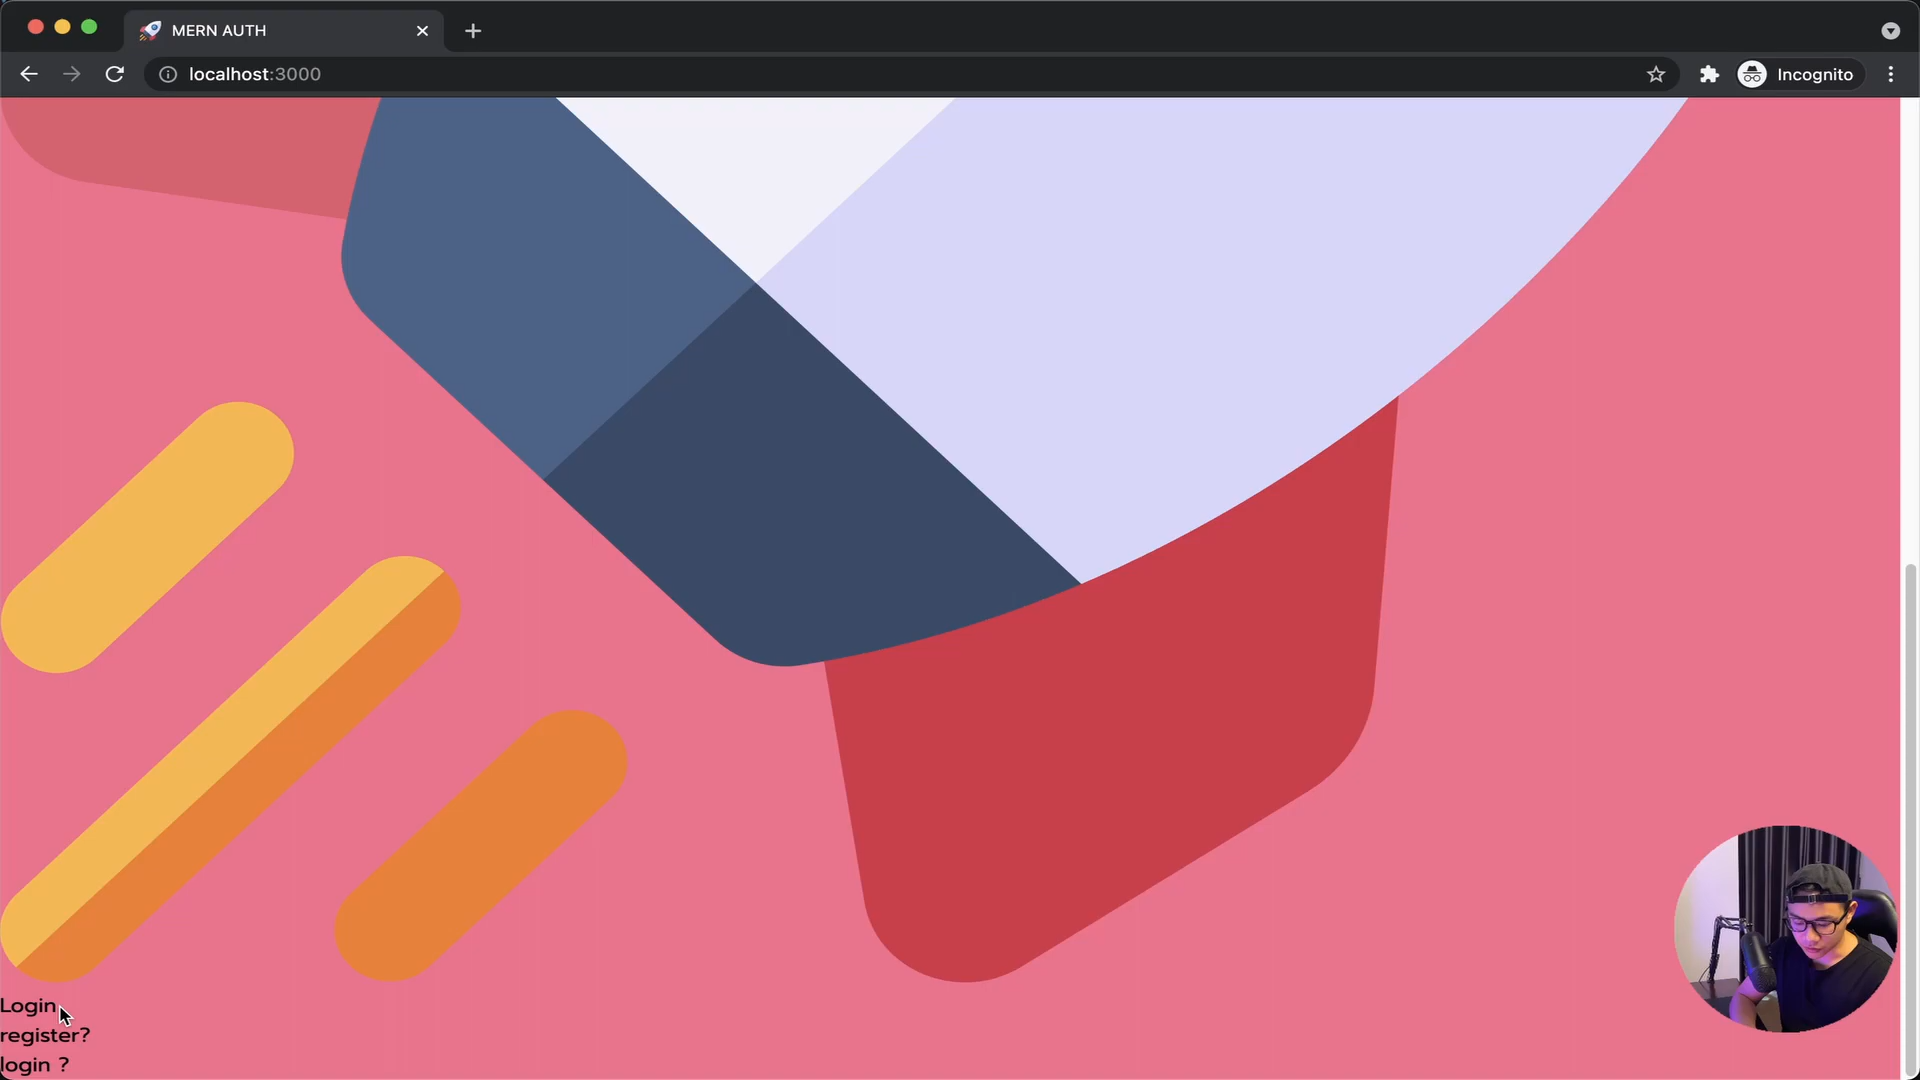 MERN AUTH
localhost:3000
Incognito
Login
register?
login ?